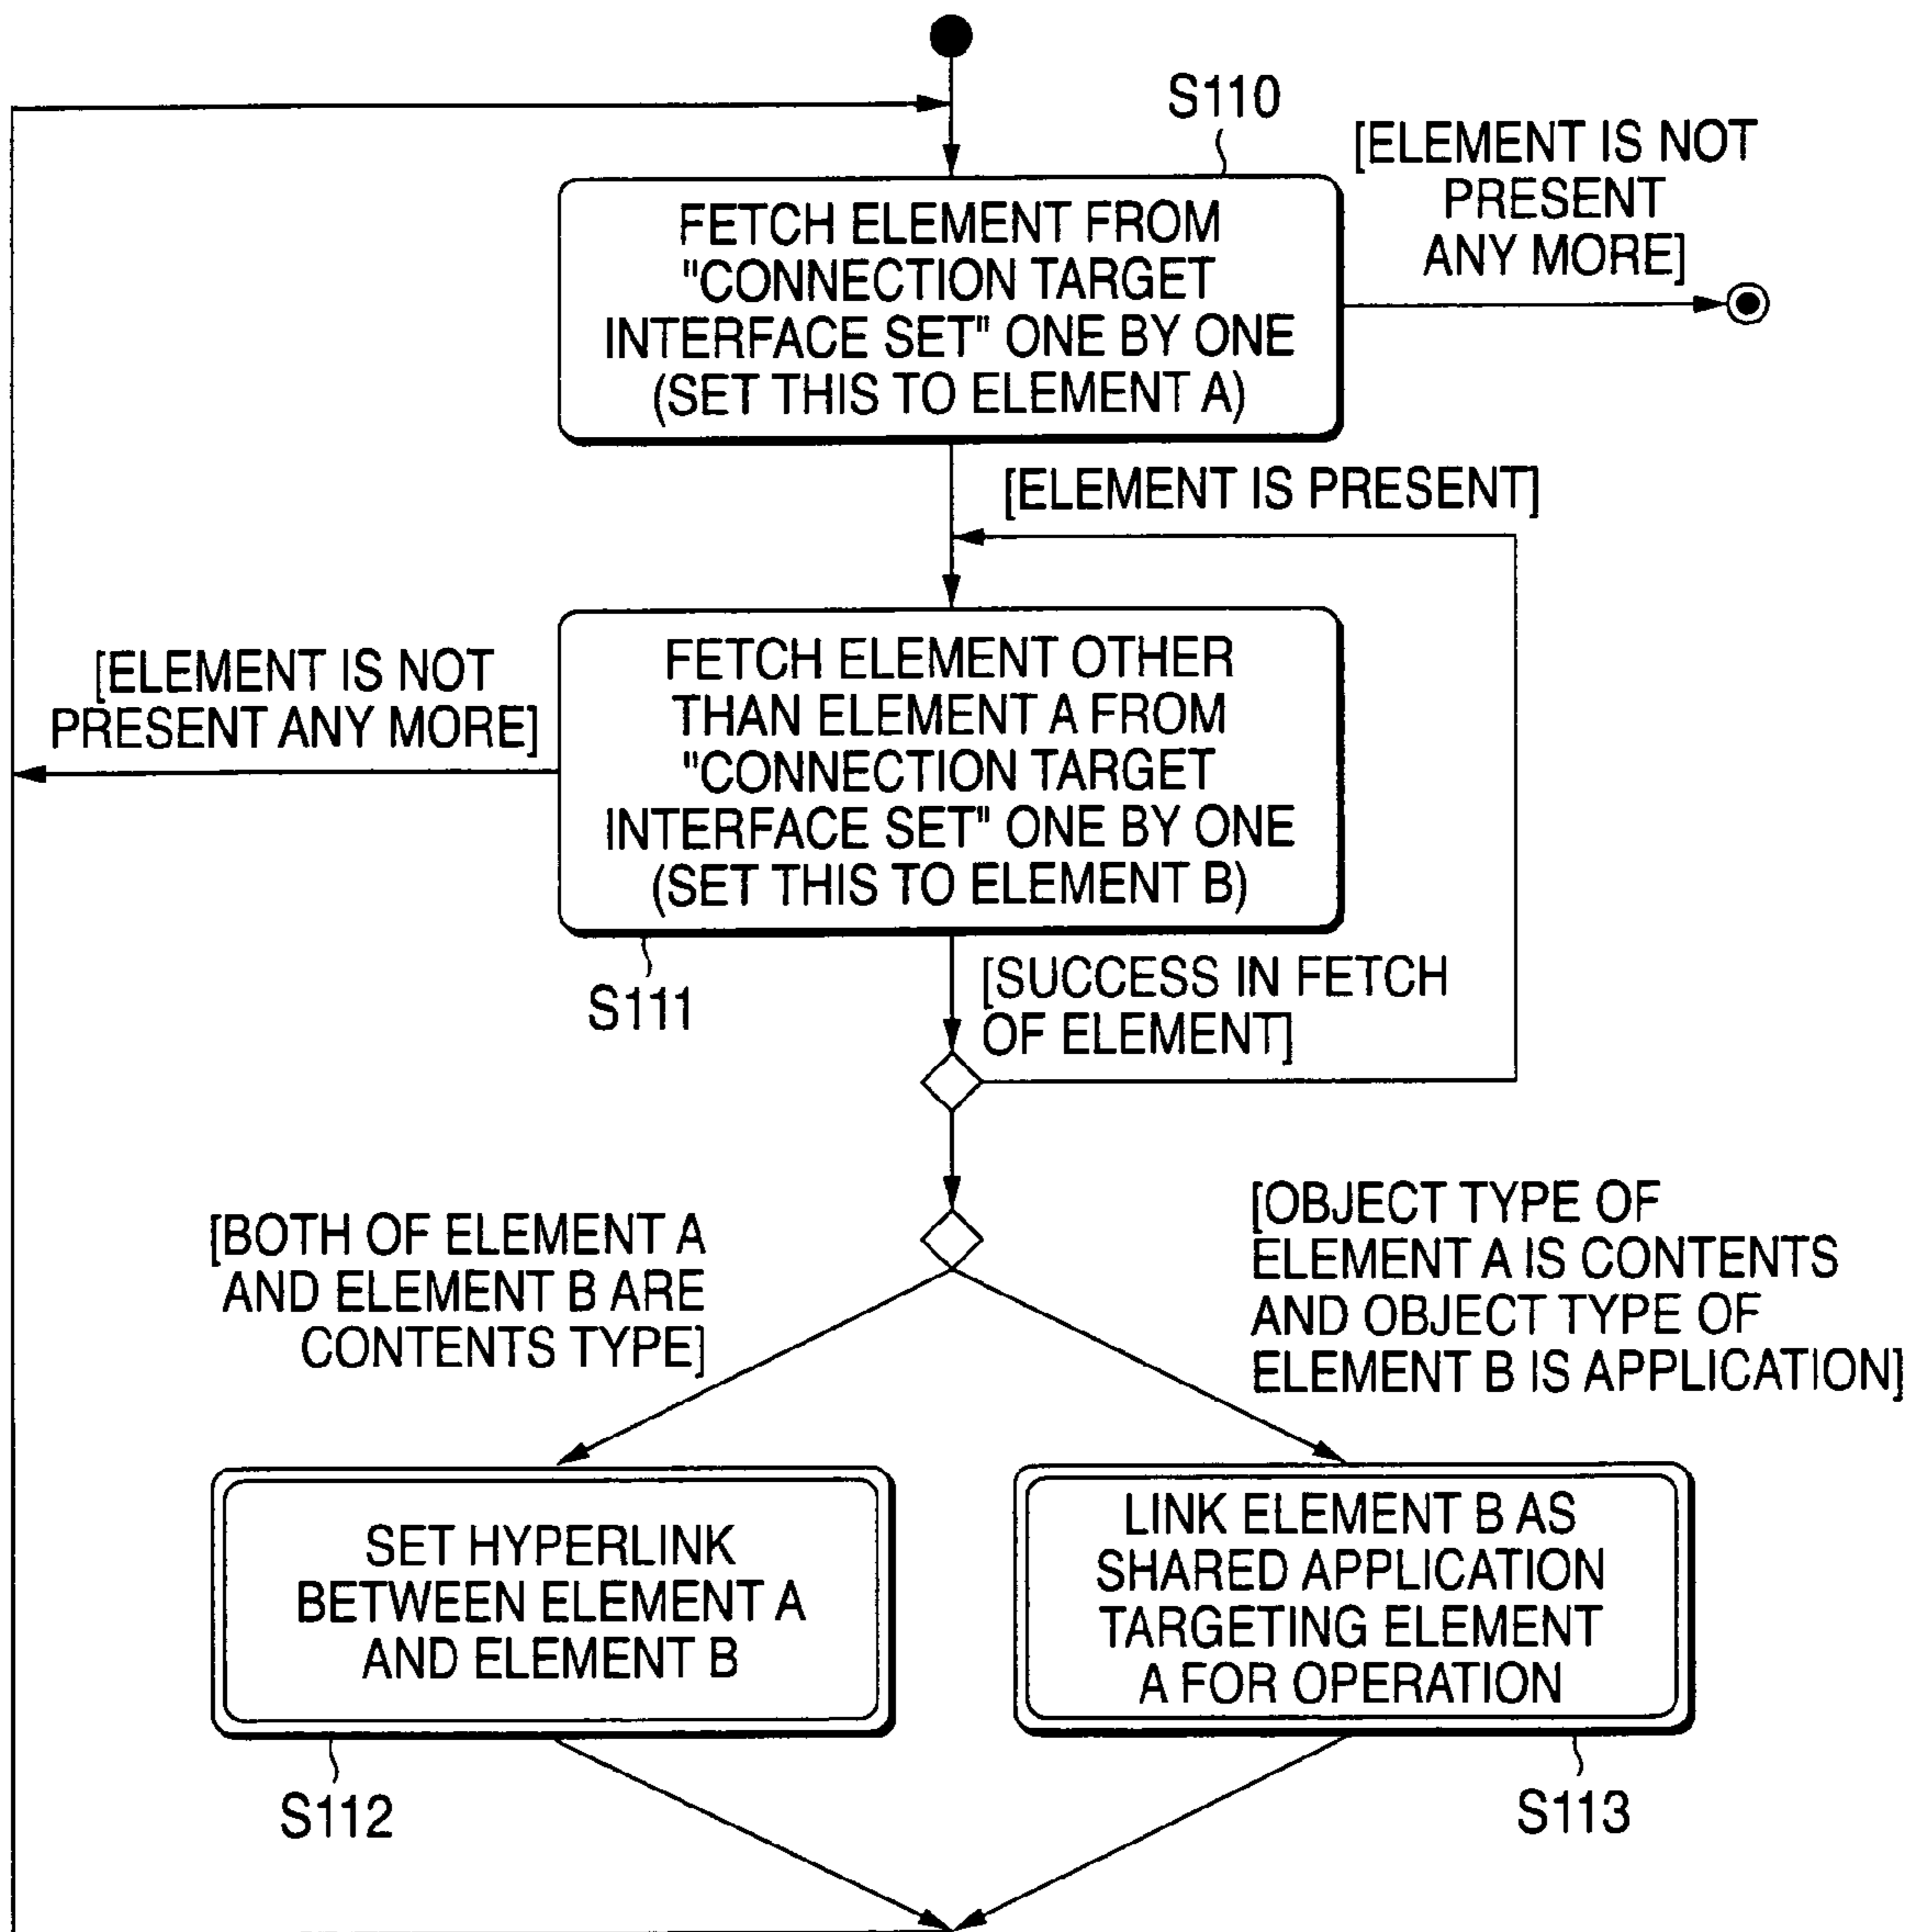 S110
[ELEMENT IS NOT
PRESENT
ANY MORE]
FETCH ELEMENT FROM
"CONNECTION TARGET
INTERFACE SET" ONE BY ONE
(SET THIS TO ELEMENT A)
[ELEMENT IS PRESENT]
[ELEMENT IS NOT
PRESENT ANY MORE]
FETCH ELEMENT OTHER
THAN ELEMENT A FROM
"CONNECTION TARGET
INTERFACE SET" ONE BY ONE
(SET THIS TO ELEMENT B)
S111
[SUCCESS IN FETCH
OF ELEMENT]
[BOTH OF ELEMENT A
AND ELEMENT B ARE
CONTENTS TYPE]
[OBJECT TYPE OF
ELEMENT A IS CONTENTS
AND OBJECT TYPE OF
ELEMENT B IS APPLICATION]
SET HYPERLINK
BETWEEN ELEMENT A
AND ELEMENT B
LINK ELEMENT B AS
SHARED APPLICATION
TARGETING ELEMENT
A FOR OPERATION
S112
S113